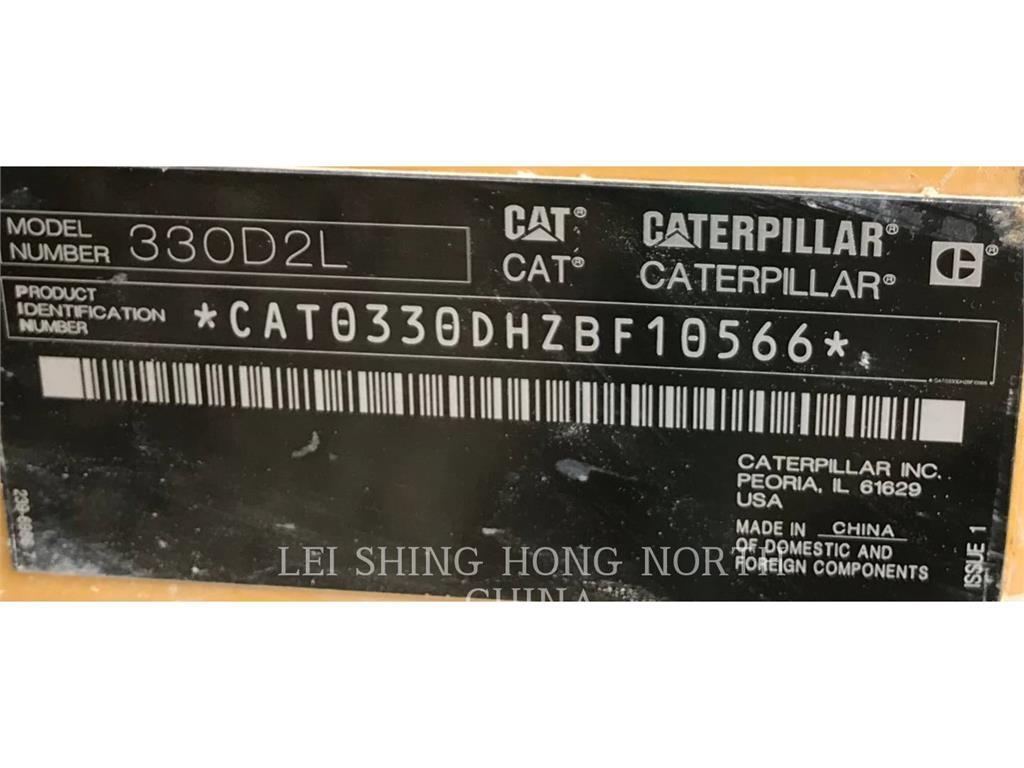 MODEL
NUMBER
330D2L
CAT®
CAT®
CATERPILLAR®
CATERPILLAR®
®
PRODUCT
IDENTIFICATION
NUMBER
*CAT0330DHZBF10566*
CATERPILLAR INC.
PEORIA, IL 61629
USA
MADE IN CHINA
OF DOMESTIC AND
FOREIGN COMPONENTS
ISSUE 1
LEI SHING HONG NORTH
CHINA